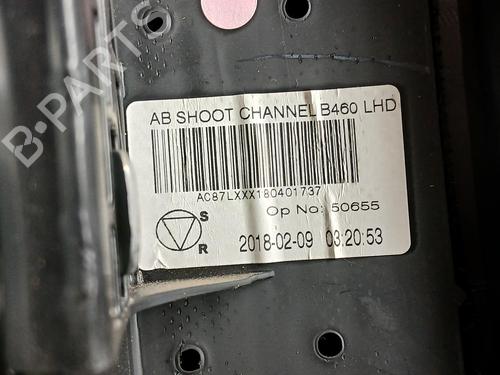 AB SHOOT CHANNEL B460 LHD
AC87LXXX180401737
Op No: 50655
S
R
2018-02-09 03:20:53
B-PARTS